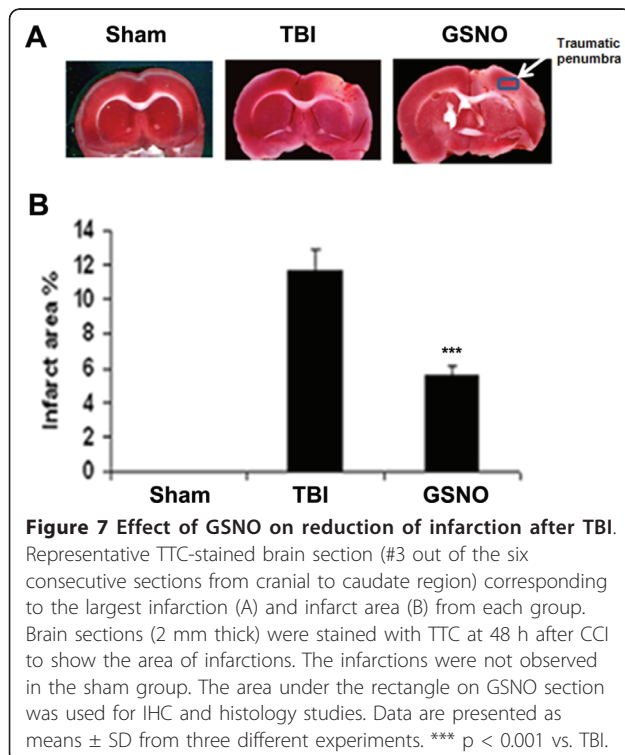 A
Sham TBI GSNO
Traumatic
penumbra
B
Infarct area %
14
12
10
8
6
4
2
0
***
Sham TBI GSNO
Figure 7 Effect of GSNO on reduction of infarction after TBI.
Representative TTC-stained brain section (#3 out of the six
consecutive sections from cranial to caudate region) corresponding
to the largest infarction (A) and infarct area (B) from each group.
Brain sections (2 mm thick) were stained with TTC at 48 h after CCI
to show the area of infarctions. The infarctions were not observed
in the sham group. The area under the rectangle on GSNO section
was used for IHC and histology studies. Data are presented as
means ± SD from three different experiments. *** p < 0.001 vs. TBI.